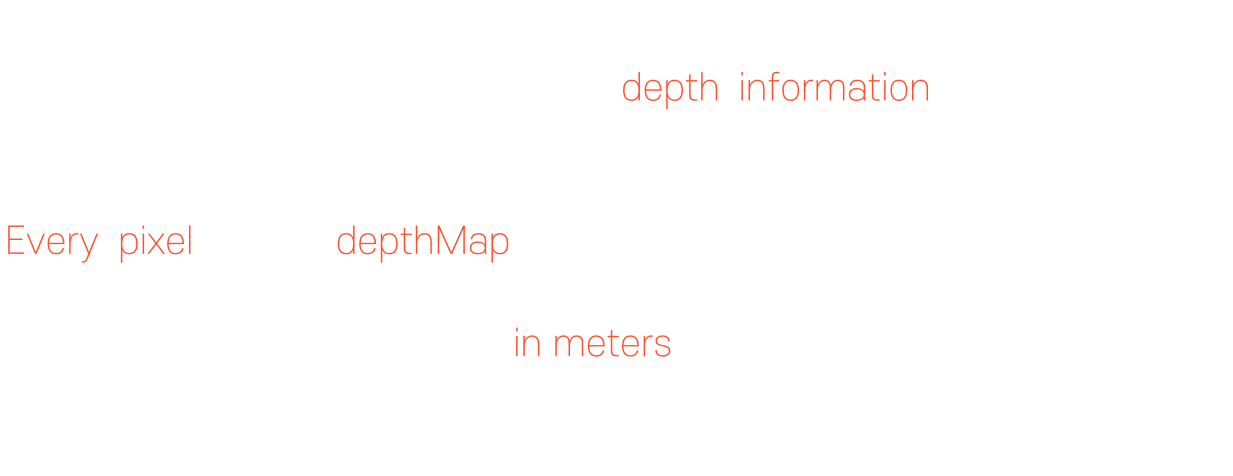 depth information
Every pixel depthMap
in meters